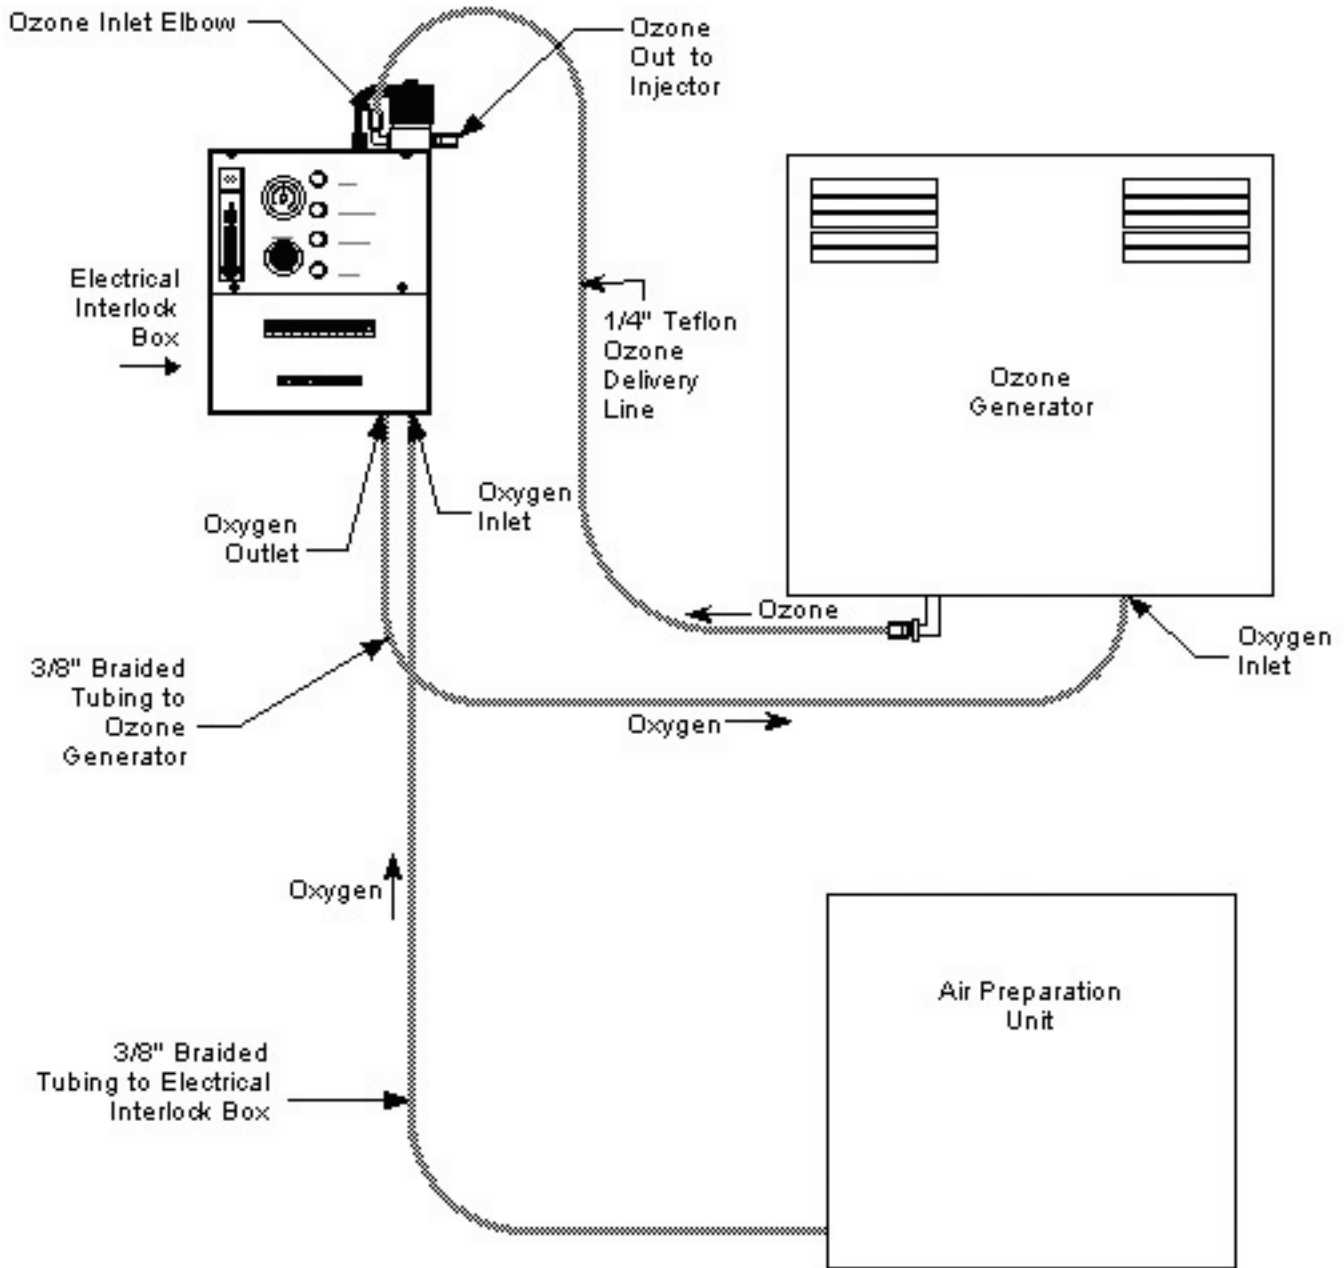 Ozone Inlet Elbow
Ozone
Out to
Injector
Electrical
Interlock
Box
1/4" Teflon
Ozone
Delivery
Line
Ozone
Generator
Oxygen
Inlet
Oxygen
Outlet
Ozone
Oxygen
Inlet
3/8" Braided
Tubing to
Ozone
Generator
Oxygen
Oxygen
Air Preparation
Unit
3/8" Braided
Tubing to Electrical
Interlock Box